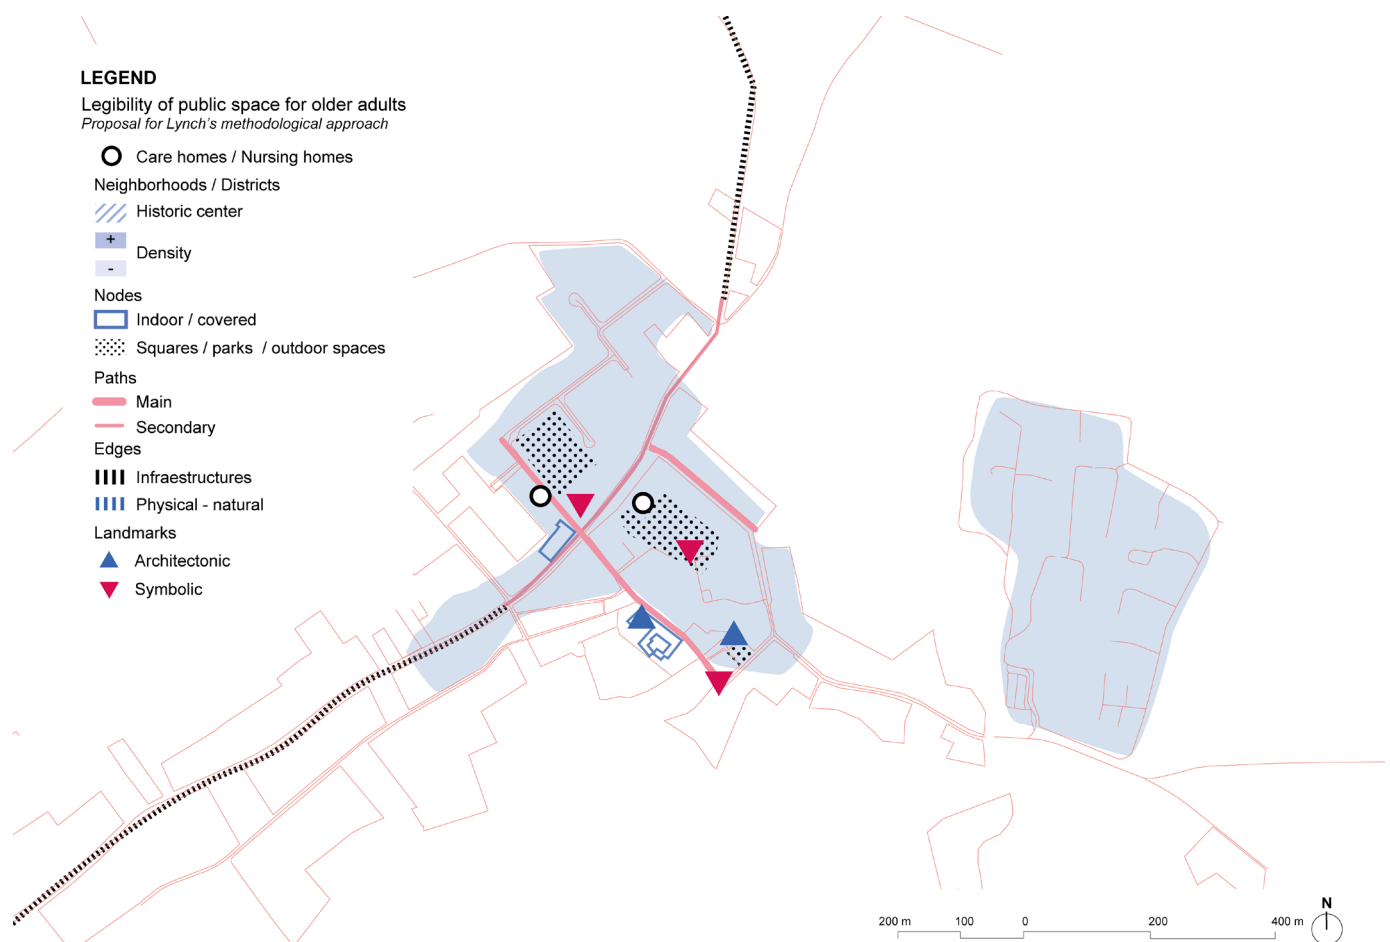 LEGEND
Legibility of public space for older adults
Proposal for Lynch's methodological approach
Care homes / Nursing homes
Neighborhoods / Districts
Historic center
+
Density
-
Nodes
Indoor / covered
Squares / parks / outdoor spaces
Paths
Main
Secondary
Edges
Infraestructures
Physical - natural
Landmarks
Architectonic
Symbolic
N
200 m 100 0 200 400 m